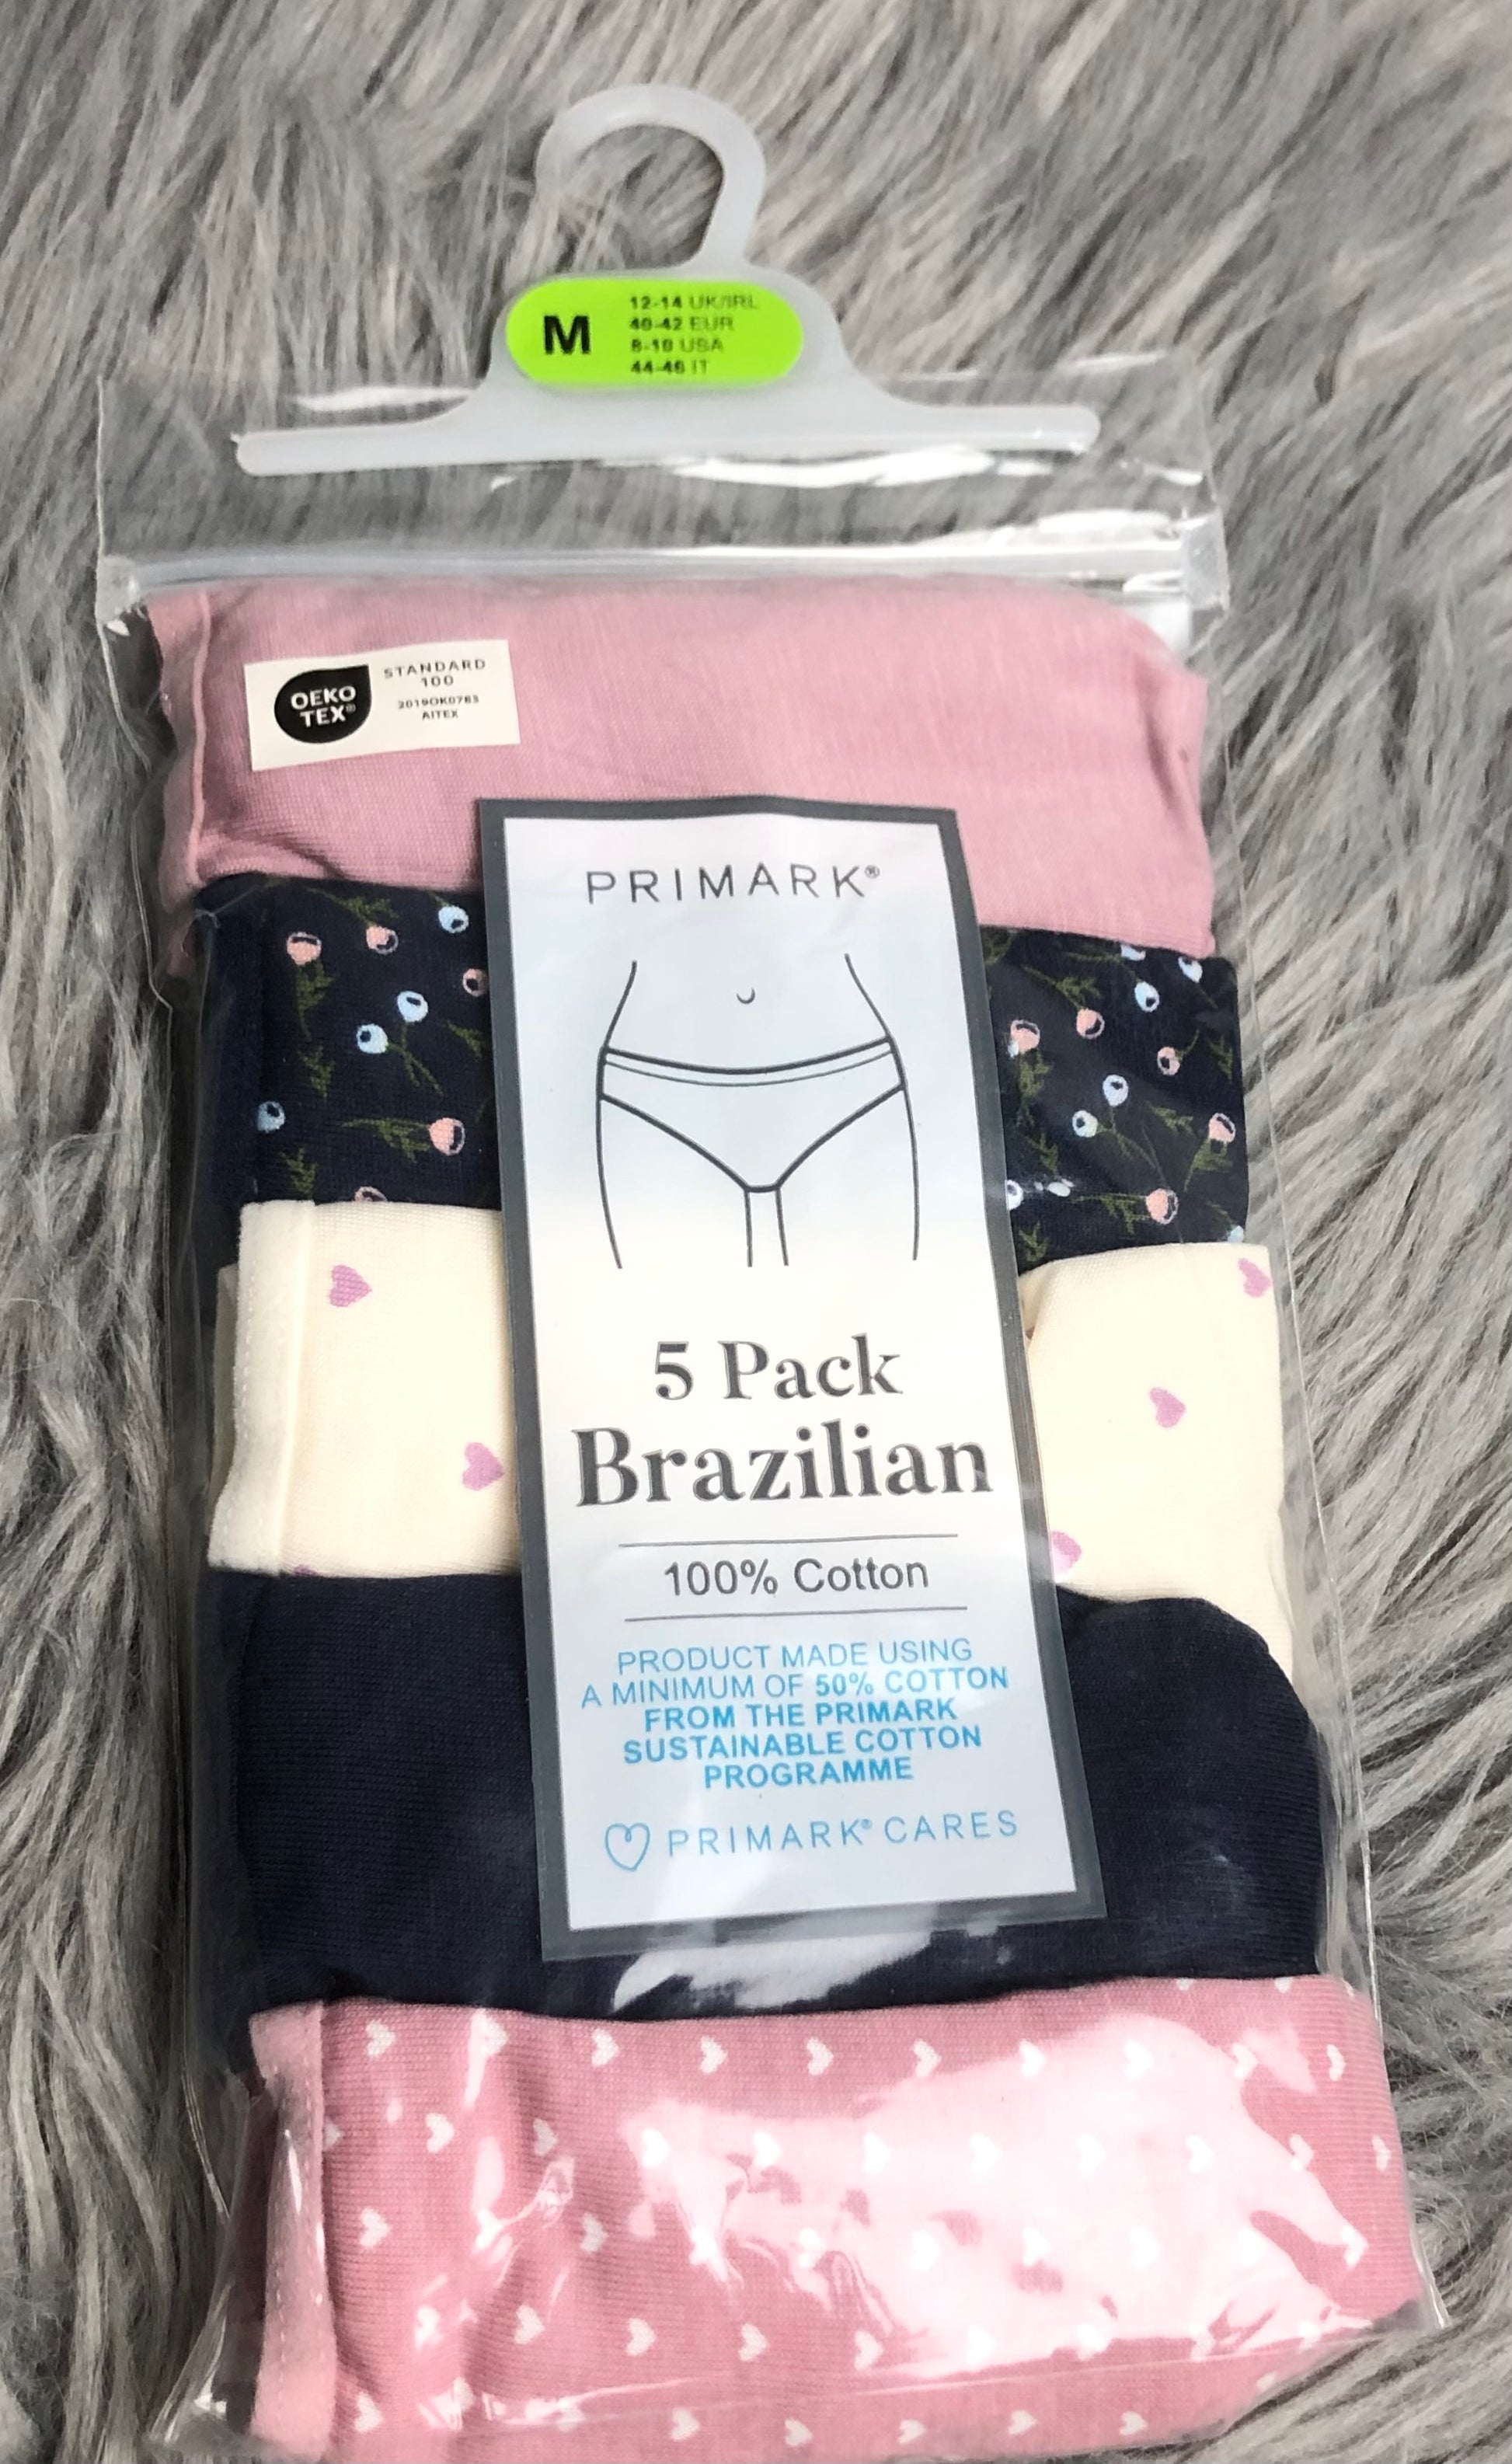 M
12-14 UK/IRL
40-42 EUR
8-10 USA
44-46 IT
OEKO
TEX®
STANDARD
100
2019OK0783
AITEX
PRIMARK®
5 Pack
Brazilian
100% Cotton
PRODUCT MADE USING
A MINIMUM OF 50% COTTON
FROM THE PRIMARK
SUSTAINABLE COTTON
PROGRAMME
PRIMARK® CARES